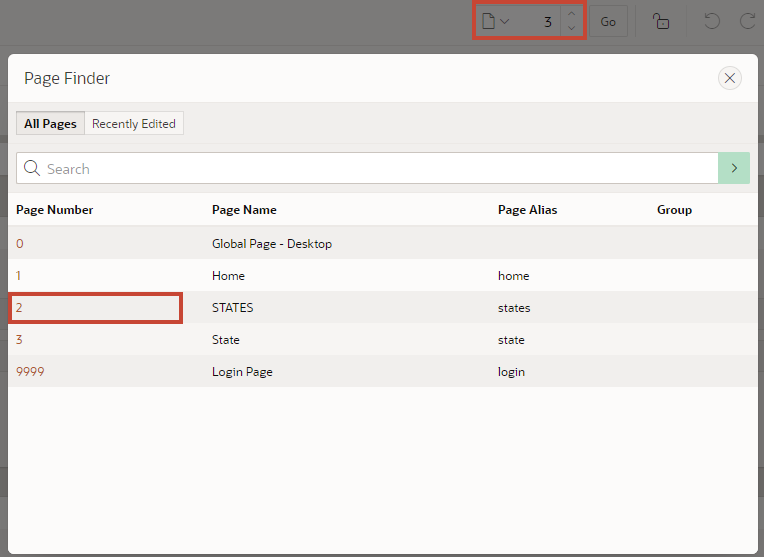 3 Go
Page Finder
All Pages Recently Edited
Search
Page Number Page Name Page Alias Group
0 Global Page - Desktop
1 Home home
2 STATES states
3 State state
9999 Login Page login